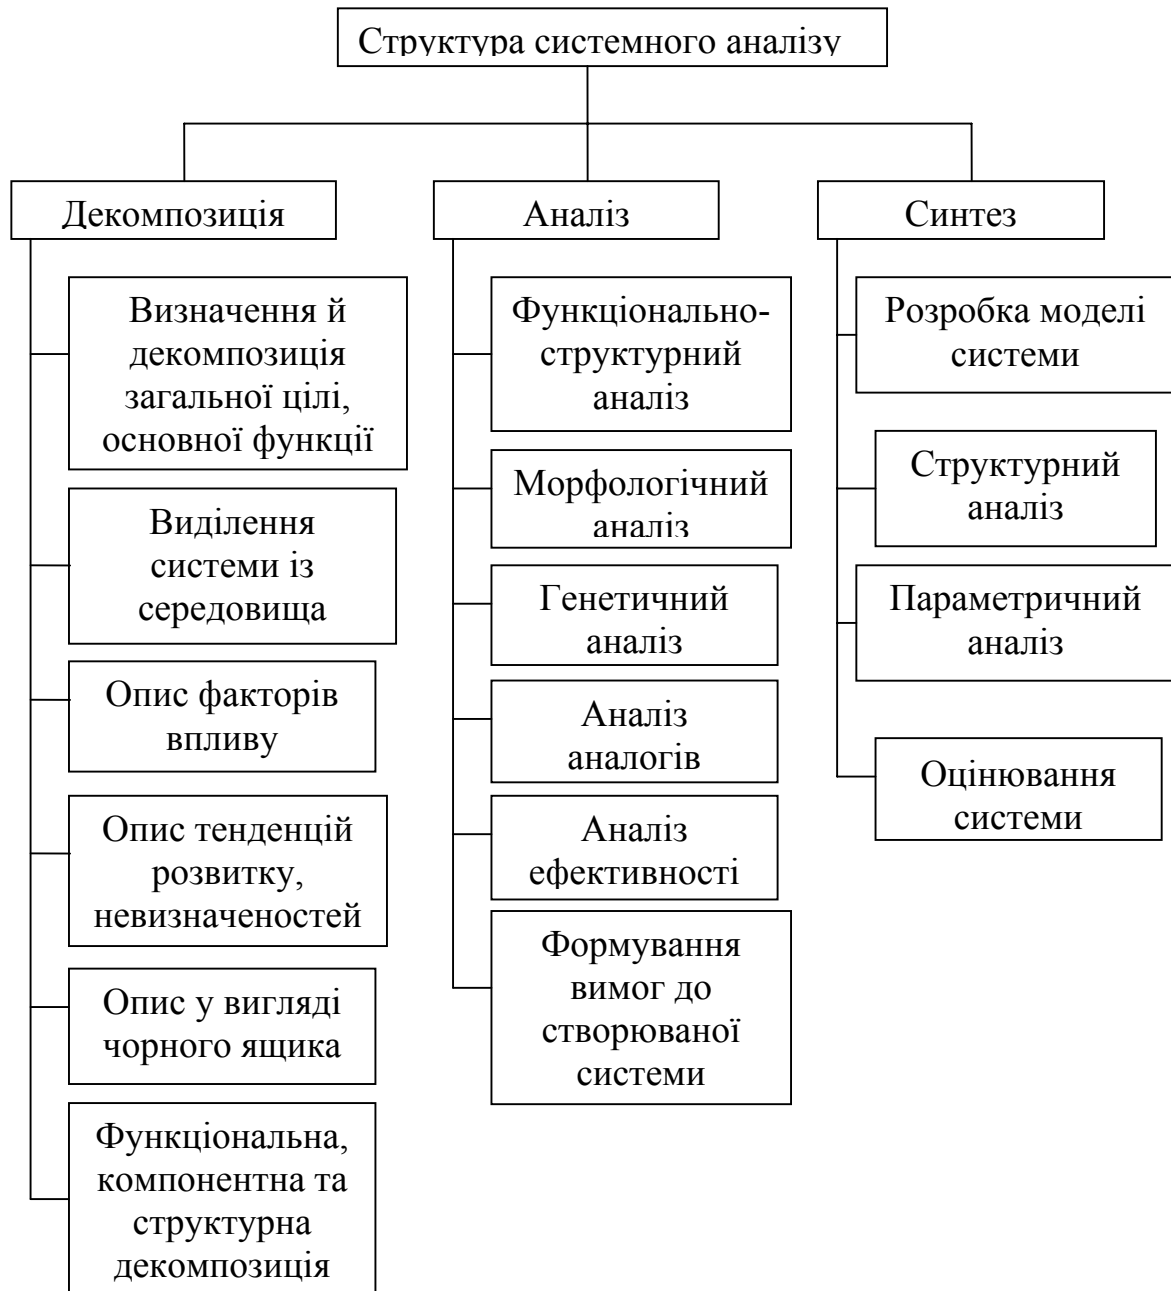 Структура системного аналізу
Декомпозиція
Визначення й
декомпозиція
загальної цілі,
основної функції
Виділення
системи із
середовища
Опис факторів
впливу
Опис тенденцій
розвитку,
невизначеностей
Опис у вигляді
чорного ящика
Функціональна,
компонентна та
структурна
декомпозиція
Аналіз
Функціонально-
структурний
аналіз
Морфологічний
аналіз
Генетичний
аналіз
Аналіз
аналогів
Аналіз
ефективності
Формування
вимог до
створюваної
системи
Синтез
Розробка моделі
системи
Структурний
аналіз
Параметричний
аналіз
Оцінювання
системи